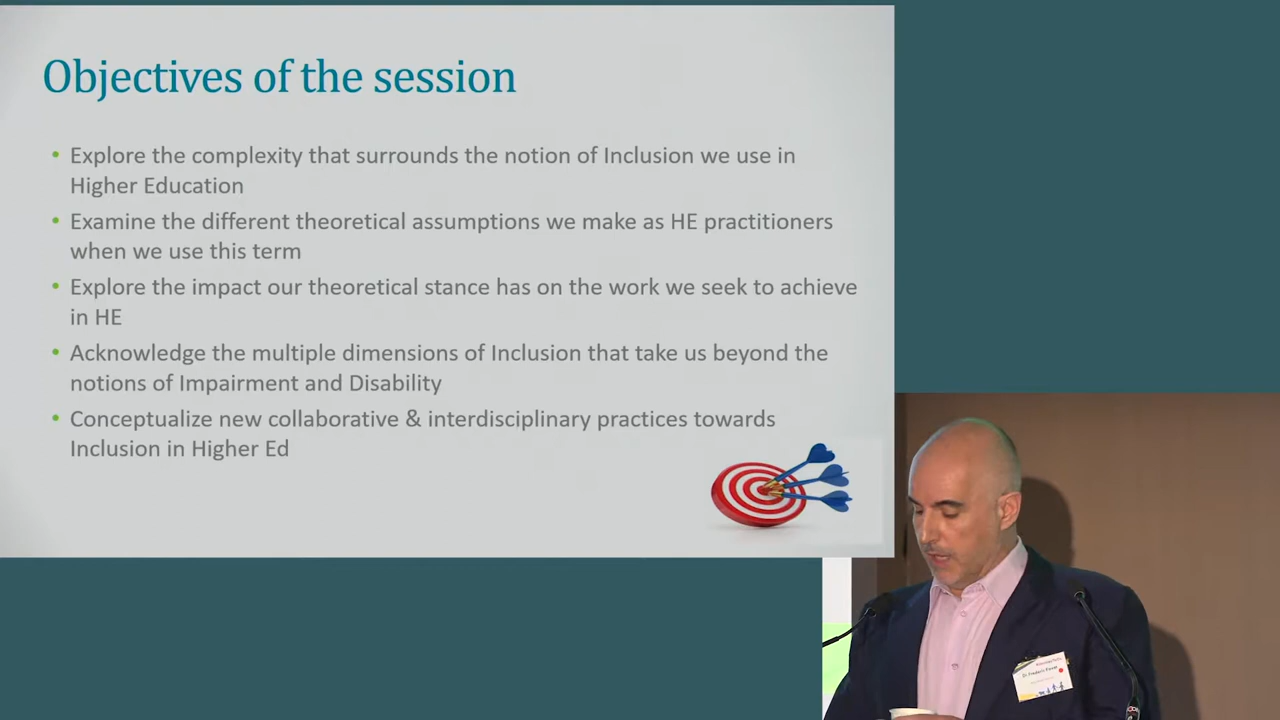 Objectives of the session
• Explore the complexity that surrounds the notion of Inclusion we use in
Higher Education
• Examine the different theoretical assumptions we make as HE practitioners
when we use this term
• Explore the impact our theoretical stance has on the work we seek to achieve
in HE
• Acknowledge the multiple dimensions of Inclusion that take us beyond the
notions of Impairment and Disability
• Conceptualize new collaborative & interdisciplinary practices towards
Inclusion in Higher Ed
Dr. Frederic